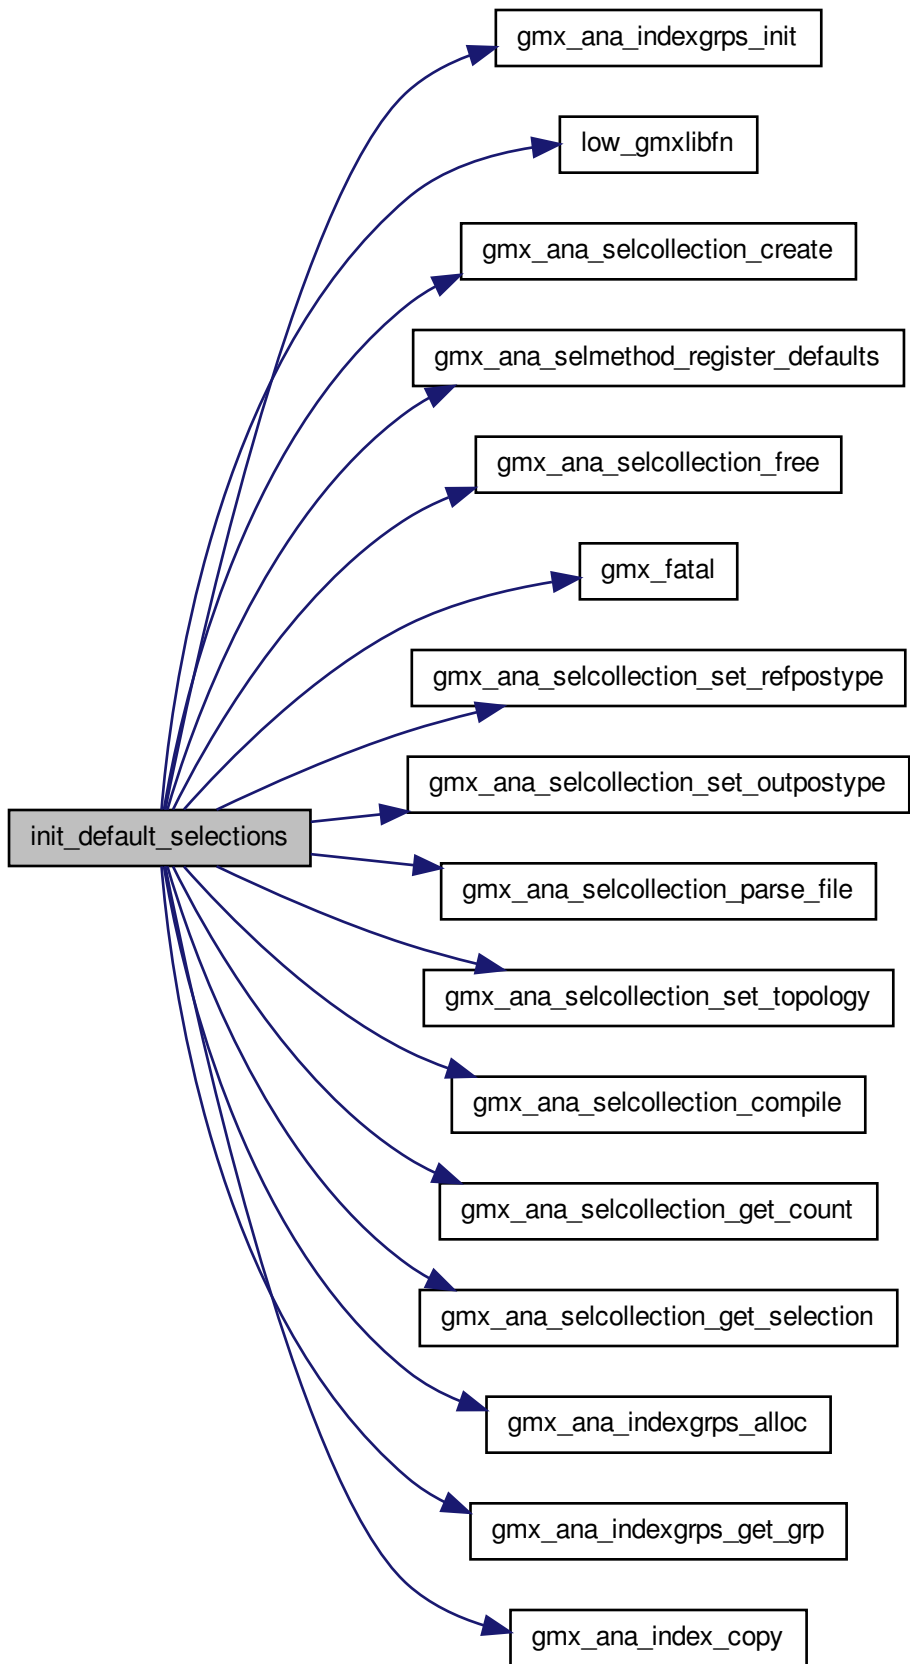 gmx_ana_indexgrps_init
low_gmxlibfn
gmx_ana_selcollection_create
gmx_ana_selmethod_register_defaults
gmx_ana_selcollection_free
gmx_fatal
gmx_ana_selcollection_set_refpostype
gmx_ana_selcollection_set_outpostype
init_default_selections
gmx_ana_selcollection_parse_file
gmx_ana_selcollection_set_topology
gmx_ana_selcollection_compile
gmx_ana_selcollection_get_count
gmx_ana_selcollection_get_selection
gmx_ana_indexgrps_alloc
gmx_ana_indexgrps_get_grp
gmx_ana_index_copy